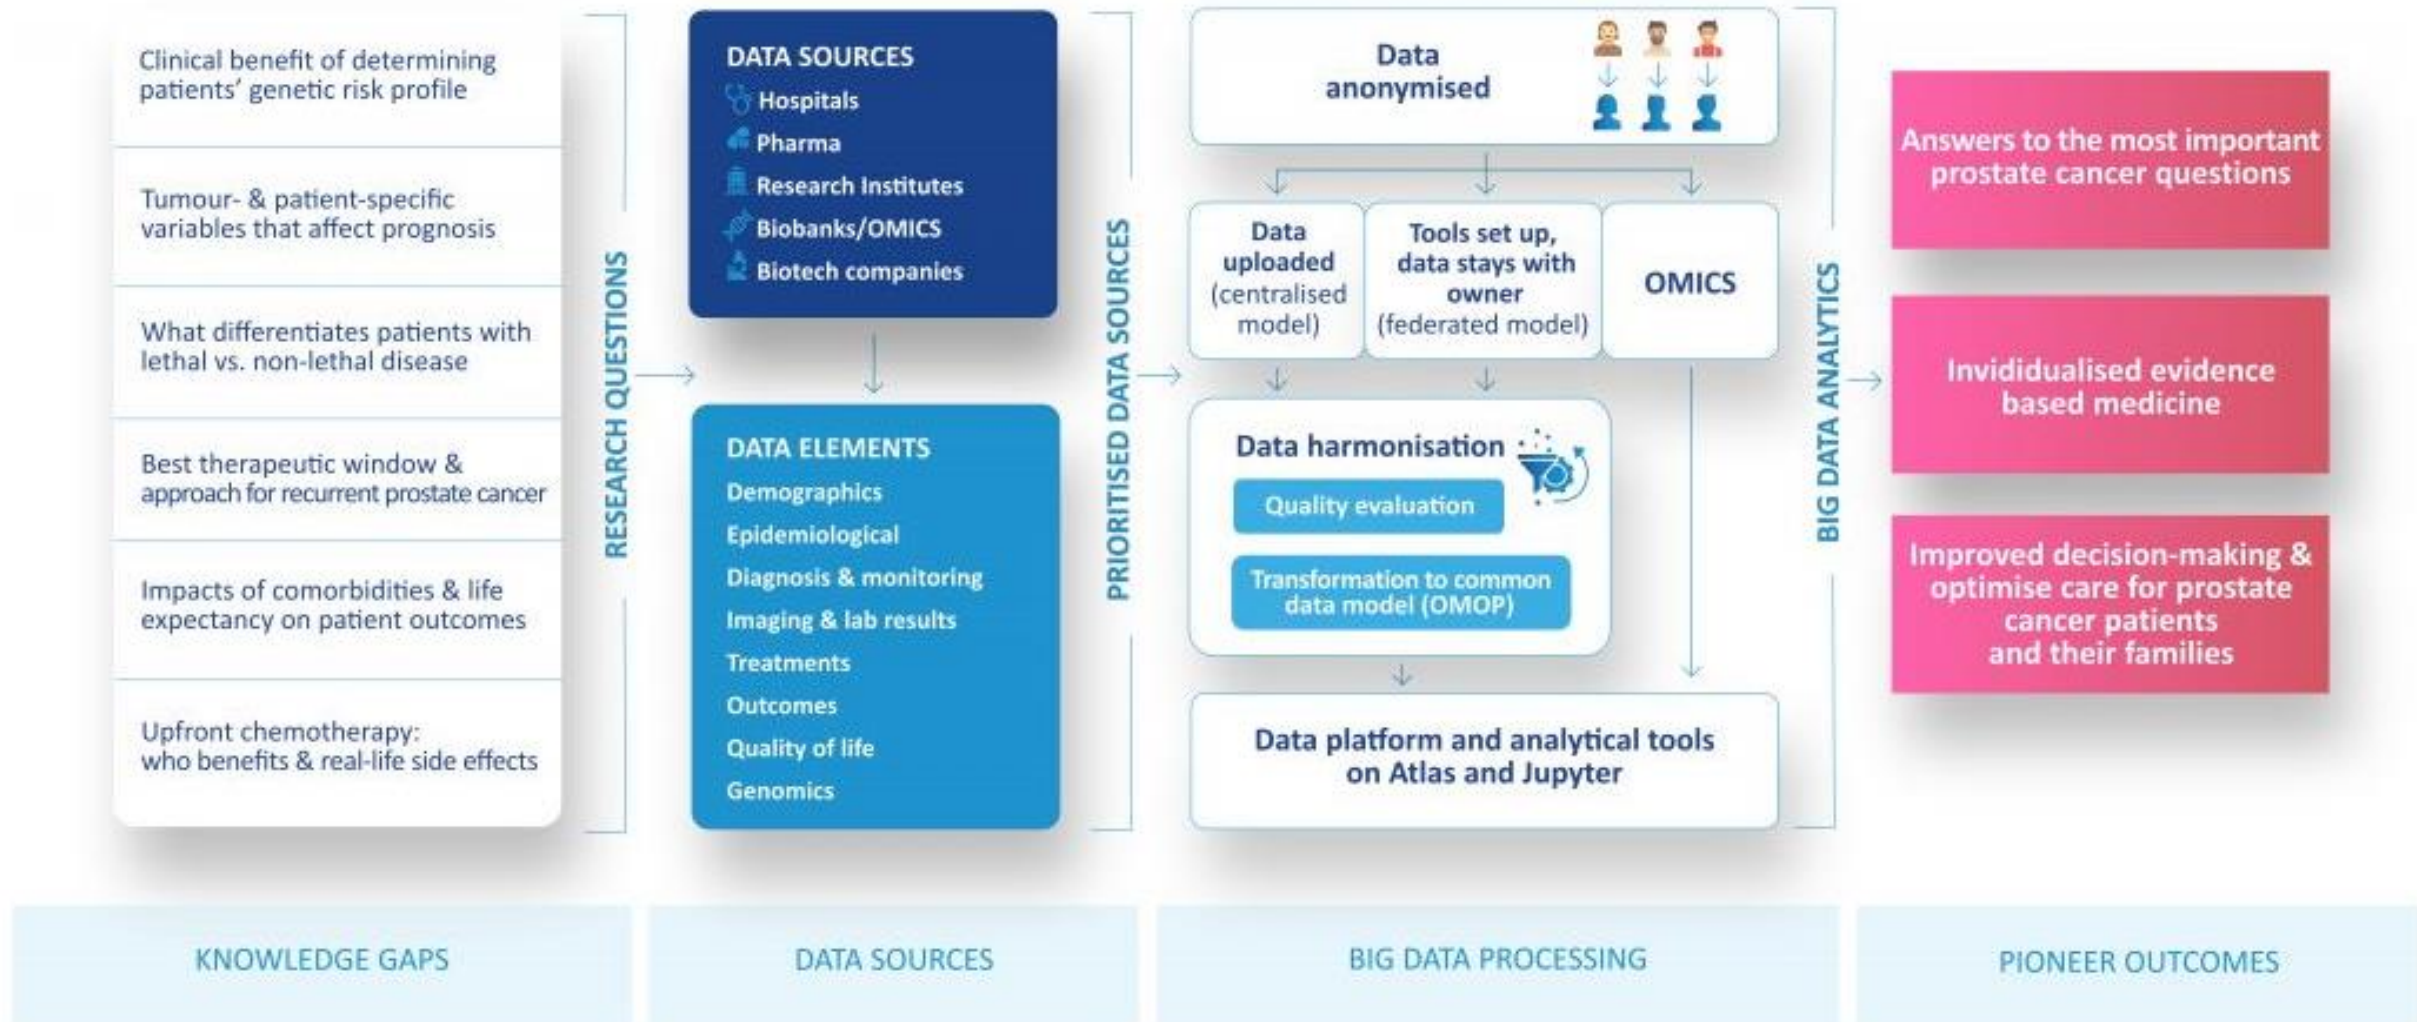 Clinical benefit of determining
patients’ genetic risk profile
Tumour- & patient-specific
variables that affect prognosis
What differentiates patients with
lethal vs. non-lethal disease
Best therapeutic window &
approach for recurrent prostate cancer
Impacts of comorbidities & life
expectancy on patient outcomes
Upfront chemotherapy:
who benefits & real-life side effects
RESEARCH QUESTIONS
DATA SOURCES
Hospitals
Pharma
Research Institutes
Biobanks/OMICS
Biotech companies
DATA ELEMENTS
Demographics
Epidemiological
Diagnosis & monitoring
Imaging & lab results
Treatments
Outcomes
Quality of life
Genomics
PRIORITISED DATA SOURCES
Data
anonymised
Data
uploaded
(centralised
model)
Tools set up,
data stays with
owner
(federated model)
OMICS
Data harmonisation
Quality evaluation
Transformation to common
data model (OMOP)
Data platform and analytical tools
on Atlas and Jupyter
BIG DATA ANALYTICS
Answers to the most important
prostate cancer questions
Invididualised evidence
based medicine
Improved decision-making &
optimise care for prostate
cancer patients
and their families
KNOWLEDGE GAPS
DATA SOURCES
BIG DATA PROCESSING
PIONEER OUTCOMES